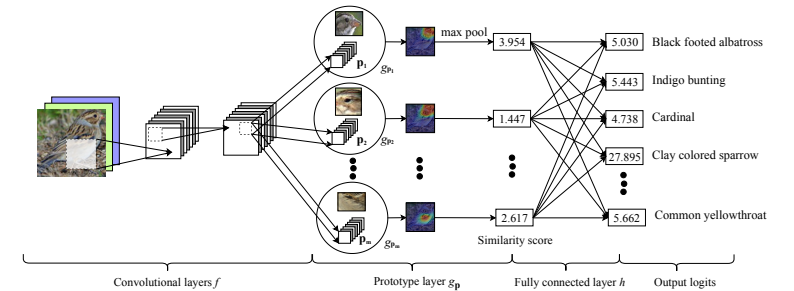 max pool
p₁
gₚ₁
3.954
5.030
Black footed albatross
5.443
Indigo bunting
p₂
gₚ₂
1.447
4.738
Cardinal
27.895
Clay colored sparrow
pₘ
gₚₘ
2.617
5.662
Common yellowthroat
Similarity score
Convolutional layers f
Prototype layer gₚ
Fully connected layer h
Output logits